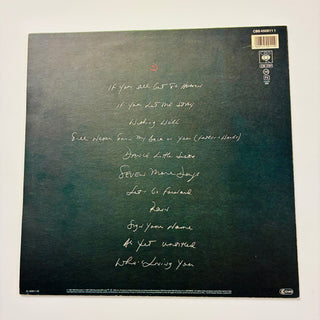 CBS 450911 1
CBS
If You All Get To Heaven
If You Let Me Stay
Wishing Well
I'll Never Turn My Back on You (Father's Words)
Dance Little Sister
Seven More Days
Let's Go Forward
Rain
Sign Your Name
As Yet Untitled
Who's Loving You